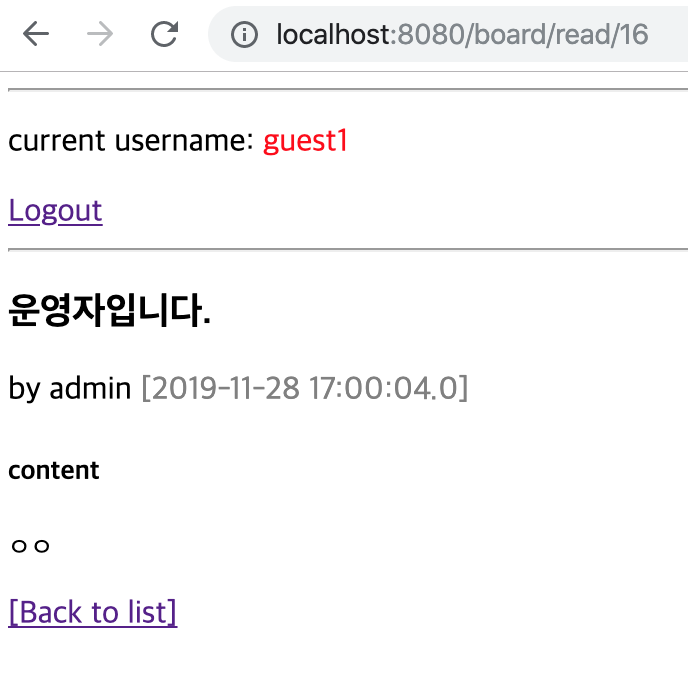 localhost:8080/board/read/16
current username: guest1
Logout
운영자입니다.
by admin [2019-11-28 17:00:04.0]
content
ㅇㅇ
[Back to list]